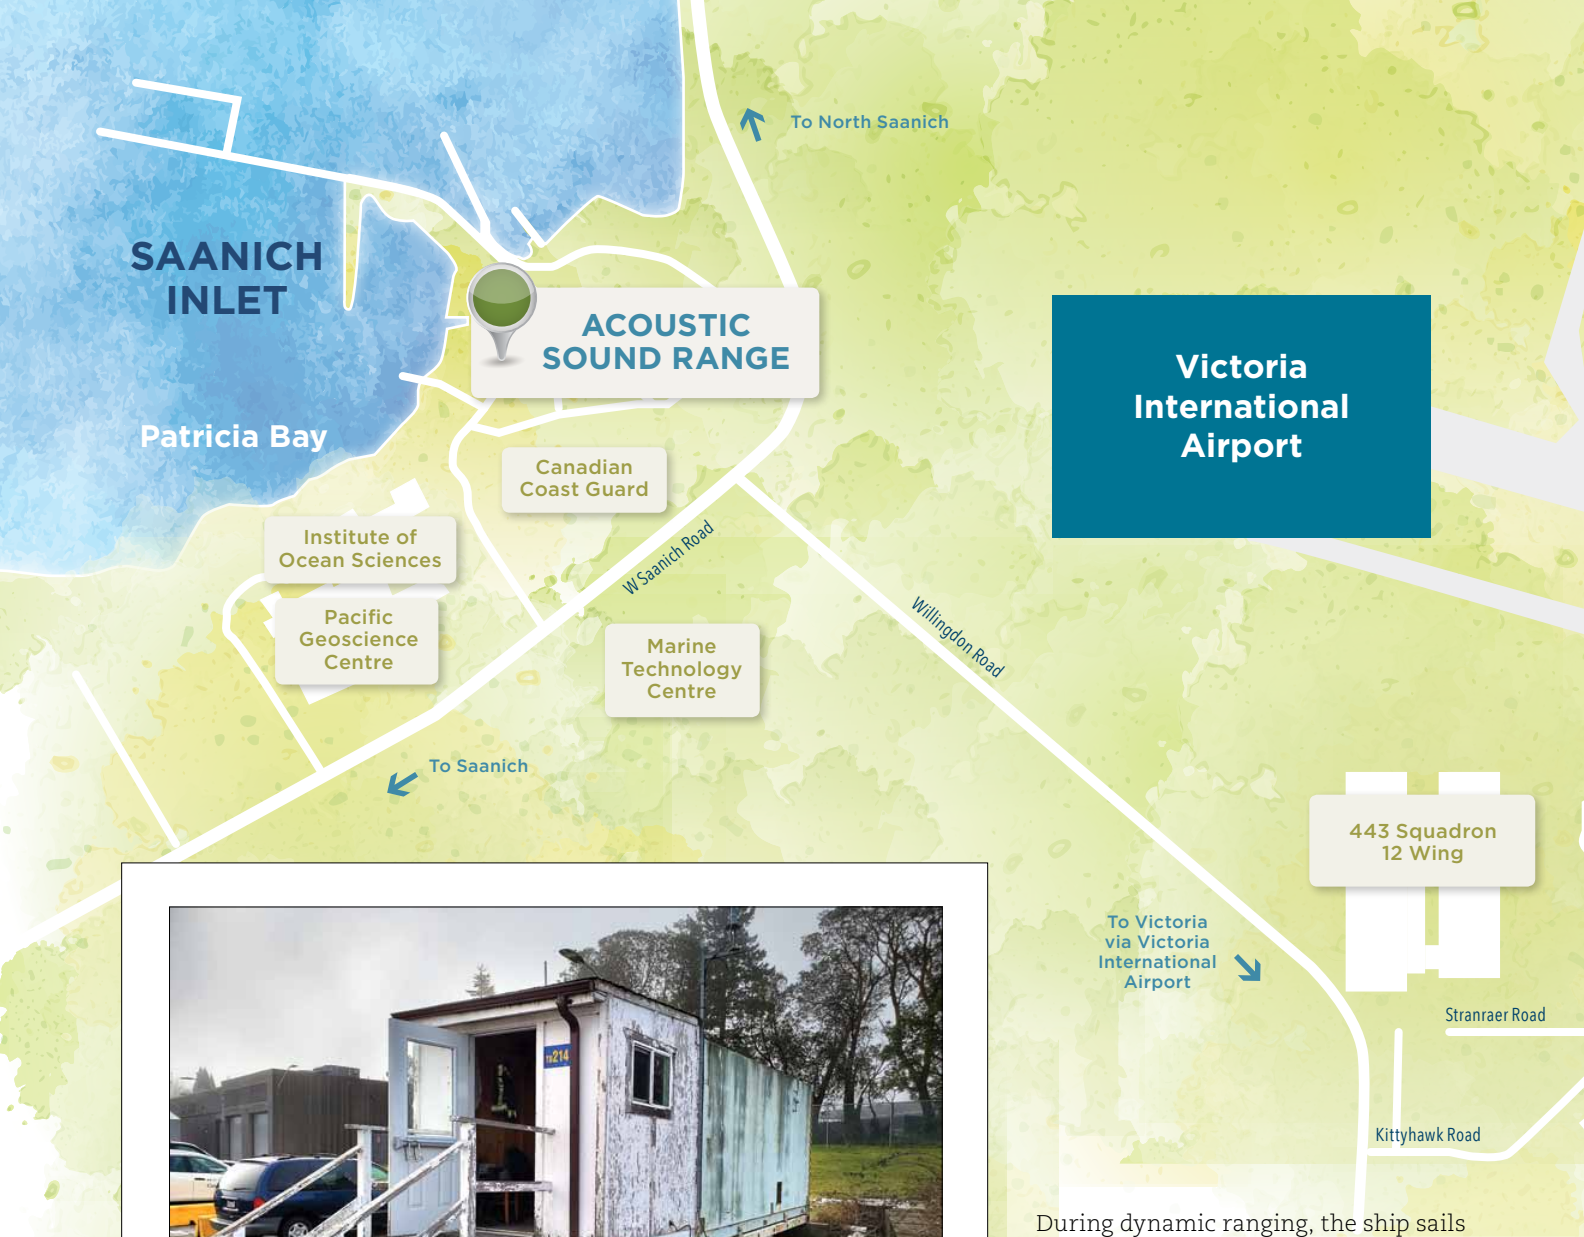 To North Saanich
SAANICH
INLET
ACOUSTIC
SOUND RANGE
Victoria
International
Airport
Patricia Bay
Canadian
Coast Guard
Institute of
Ocean Sciences
W Saanich Road
Pacific
Geoscience
Centre
Willingdon Road
Marine
Technology
Centre
To Saanich
443 Squadron
12 Wing
To Victoria
via Victoria
International
Airport
Stranraer Road
214
Kittyhawk Road
During dynamic ranging, the ship sails